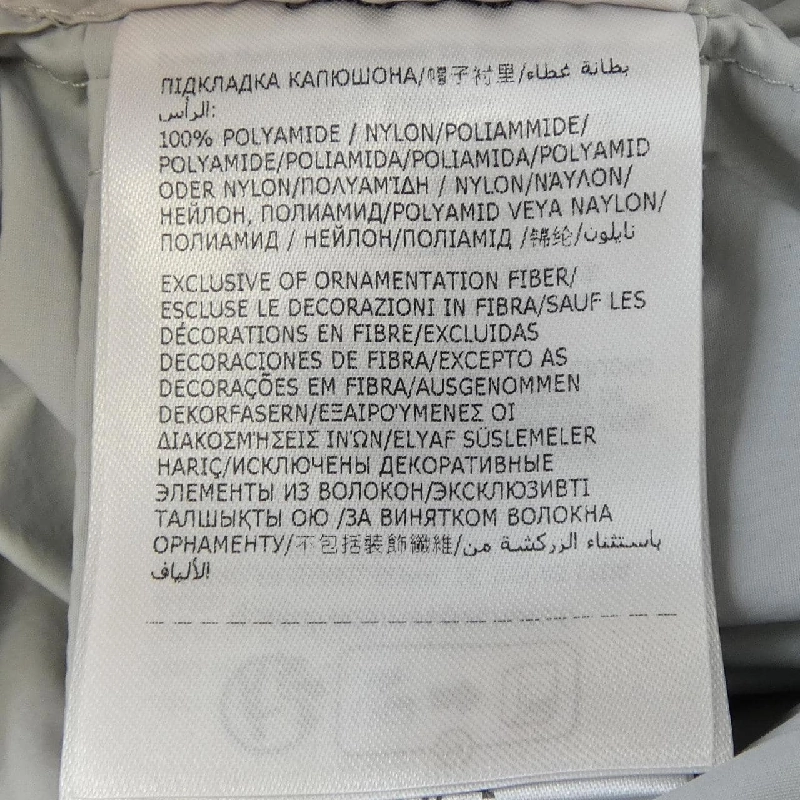 ПІДКЛАДКА КАПЮШОНА/帽子衬里/بطانة غطاء
الرأس:
100% POLYAMIDE / NYLON/POLIAMMIDE/
POLYAMIDE/POLIAMIDA/POLIAMIDA/POLYAMID
ODER NYLON/ΠΟΛΥΑΜΊΔΗ / NYLON/ΝΆΥΛΟΝ/
НЕЙЛОН, ПОЛИАМИД/POLYAMID VEYA NAYLON/
ПОЛИАМИД / НЕЙЛОН/ПОЛІАМІД /锦纶/نايلون
EXCLUSIVE OF ORNAMENTATION FIBER/
ESCLUSE LE DECORAZIONI IN FIBRA/SAUF LES
DÉCORATIONS EN FIBRE/EXCLUIDAS
DECORACIONES DE FIBRA/EXCEPTO AS
DECORAÇÕES EM FIBRA/AUSGENOMMEN
DEKORFASERN/ΕΞΑΙΡΟΎΜΕΝΕΣ ΟΙ
ΔΙΑΚΟΣΜΉΣΕΙΣ ΙΝΏΝ/ELYAF SÜSLEMELER
HARIÇ/ИСКЛЮЧЕНЫ ДЕКОРАТИВНЫЕ
ЭЛЕМЕНТЫ ИЗ ВОЛОКОН/ЭКСКЛЮЗИВТІ
ТАЛШЫҚТЫ ОЮ /ЗА ВИНЯТКОМ ВОЛОКНА
ОРНАМЕНТУ/不包括裝飾纖維/باستثناء الزركشة من
الألياف